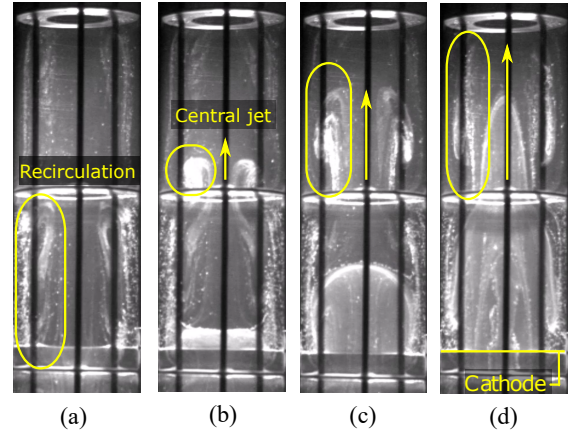 Central jet
Recirculation
Cathode
(a)
(b)
(c)
(d)